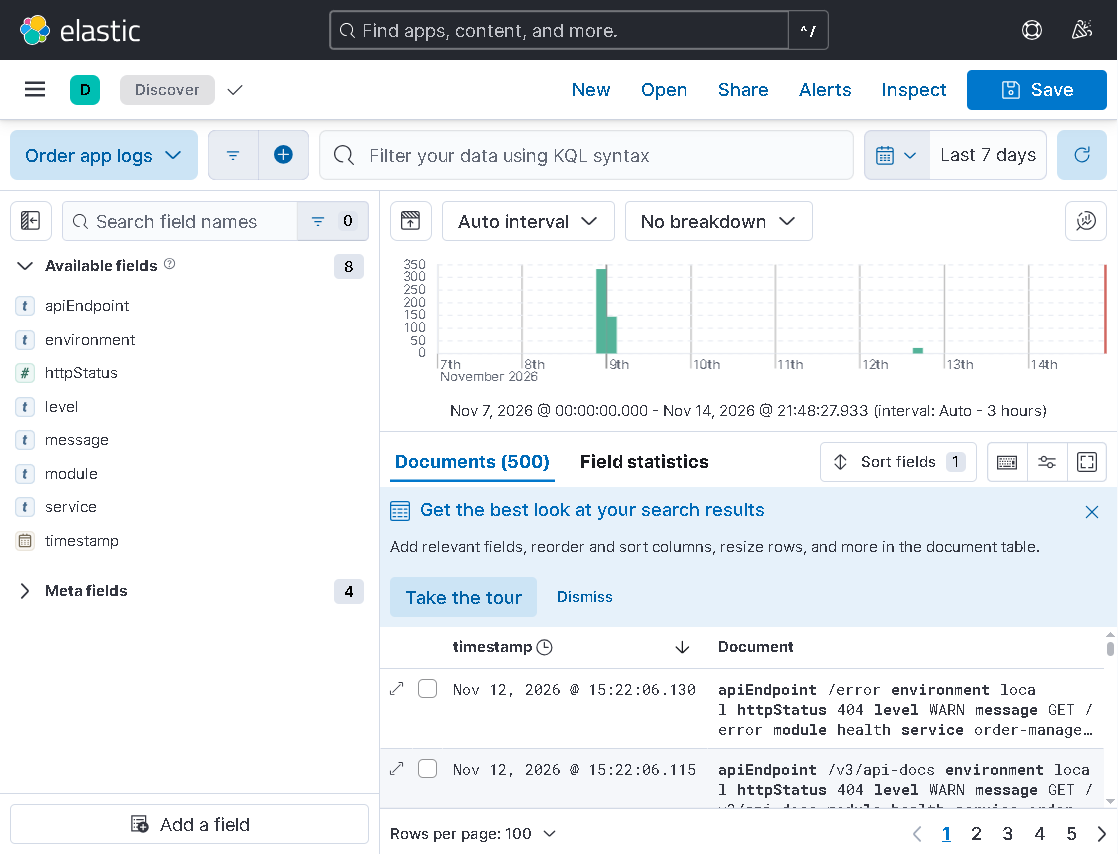 elastic
Find apps, content, and more.
^/
D
Discover
New
Open
Share
Alerts
Inspect
Save
Order app logs
Filter your data using KQL syntax
Last 7 days
Search field names
0
Available fields
8
t apiEndpoint
t environment
# httpStatus
t level
t message
t module
t service
timestamp
Meta fields
4
Add a field
Auto interval
No breakdown
350
300
250
200
150
100
50
0
7th 8th 9th 10th 11th 12th 13th 14th
November 2026
Nov 7, 2026 @ 00:00:00.000 - Nov 14, 2026 @ 21:48:27.933 (interval: Auto - 3 hours)
Documents (500)
Field statistics
Sort fields 1
Get the best look at your search results
Add relevant fields, reorder and sort columns, resize rows, and more in the document table.
Take the tour
Dismiss
timestamp
Document
Nov 12, 2026 @ 15:22:06.130
apiEndpoint /error environment loca
l httpStatus 404 level WARN message GET /
error module health service order-manage…
Nov 12, 2026 @ 15:22:06.115
apiEndpoint /v3/api-docs environment loca
l httpStatus 404 level WARN message GET /
v3/api-docs module health service order-
Rows per page: 100
1 2 3 4 5